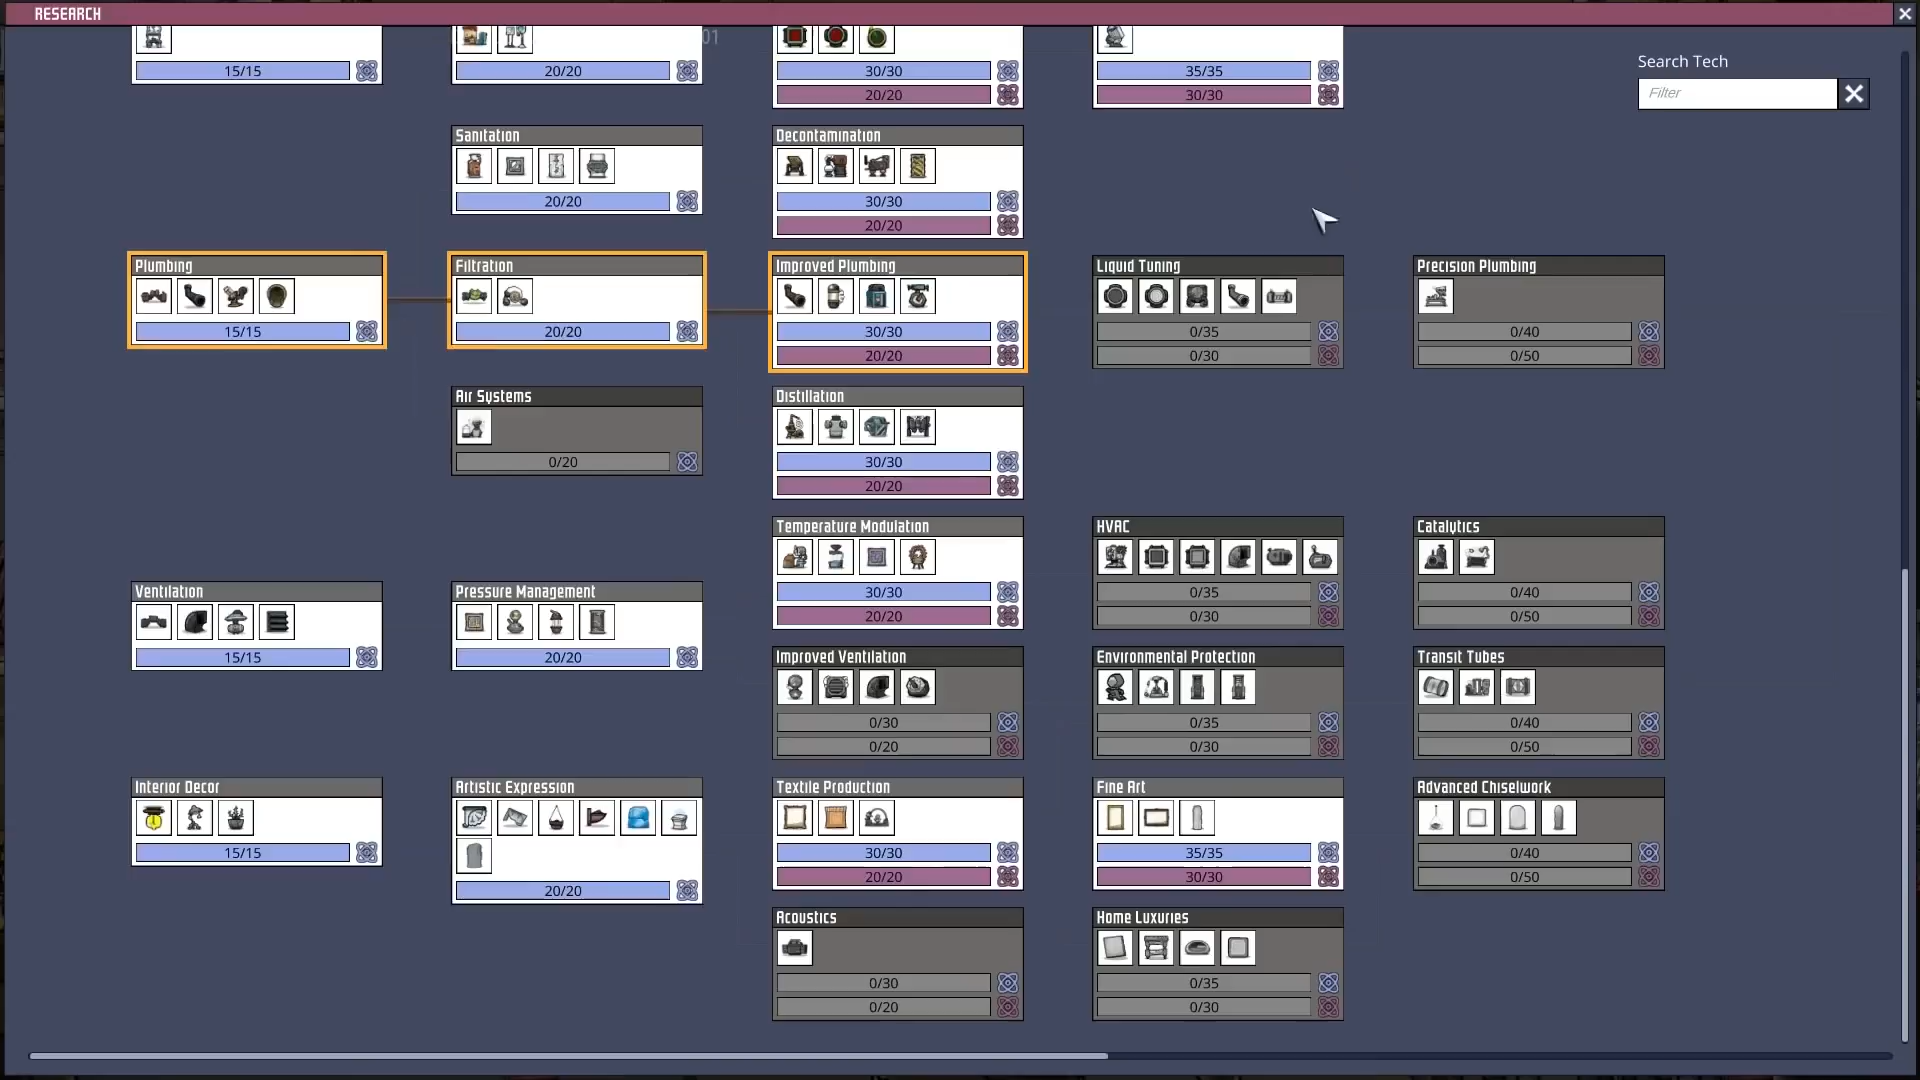 RESEARCH
01
Search Tech
Filter
15/15
20/20
30/30
20/20
35/35
30/30
Sanitation
20/20
Decontamination
30/30
20/20
Plumbing
15/15
Filtration
20/20
Improved Plumbing
30/30
20/20
Liquid Tuning
0/35
0/30
Precision Plumbing
0/40
0/50
Air Systems
0/20
Distillation
30/30
20/20
Temperature Modulation
30/30
20/20
HVAC
0/35
0/30
Catalytics
0/40
0/50
Ventilation
15/15
Pressure Management
20/20
Improved Ventilation
0/30
0/20
Environmental Protection
0/35
0/30
Transit Tubes
0/40
0/50
Interior Decor
15/15
Artistic Expression
20/20
Textile Production
30/30
20/20
Fine Art
35/35
30/30
Advanced Chiselwork
0/40
0/50
Acoustics
0/30
0/20
Home Luxuries
0/35
0/30